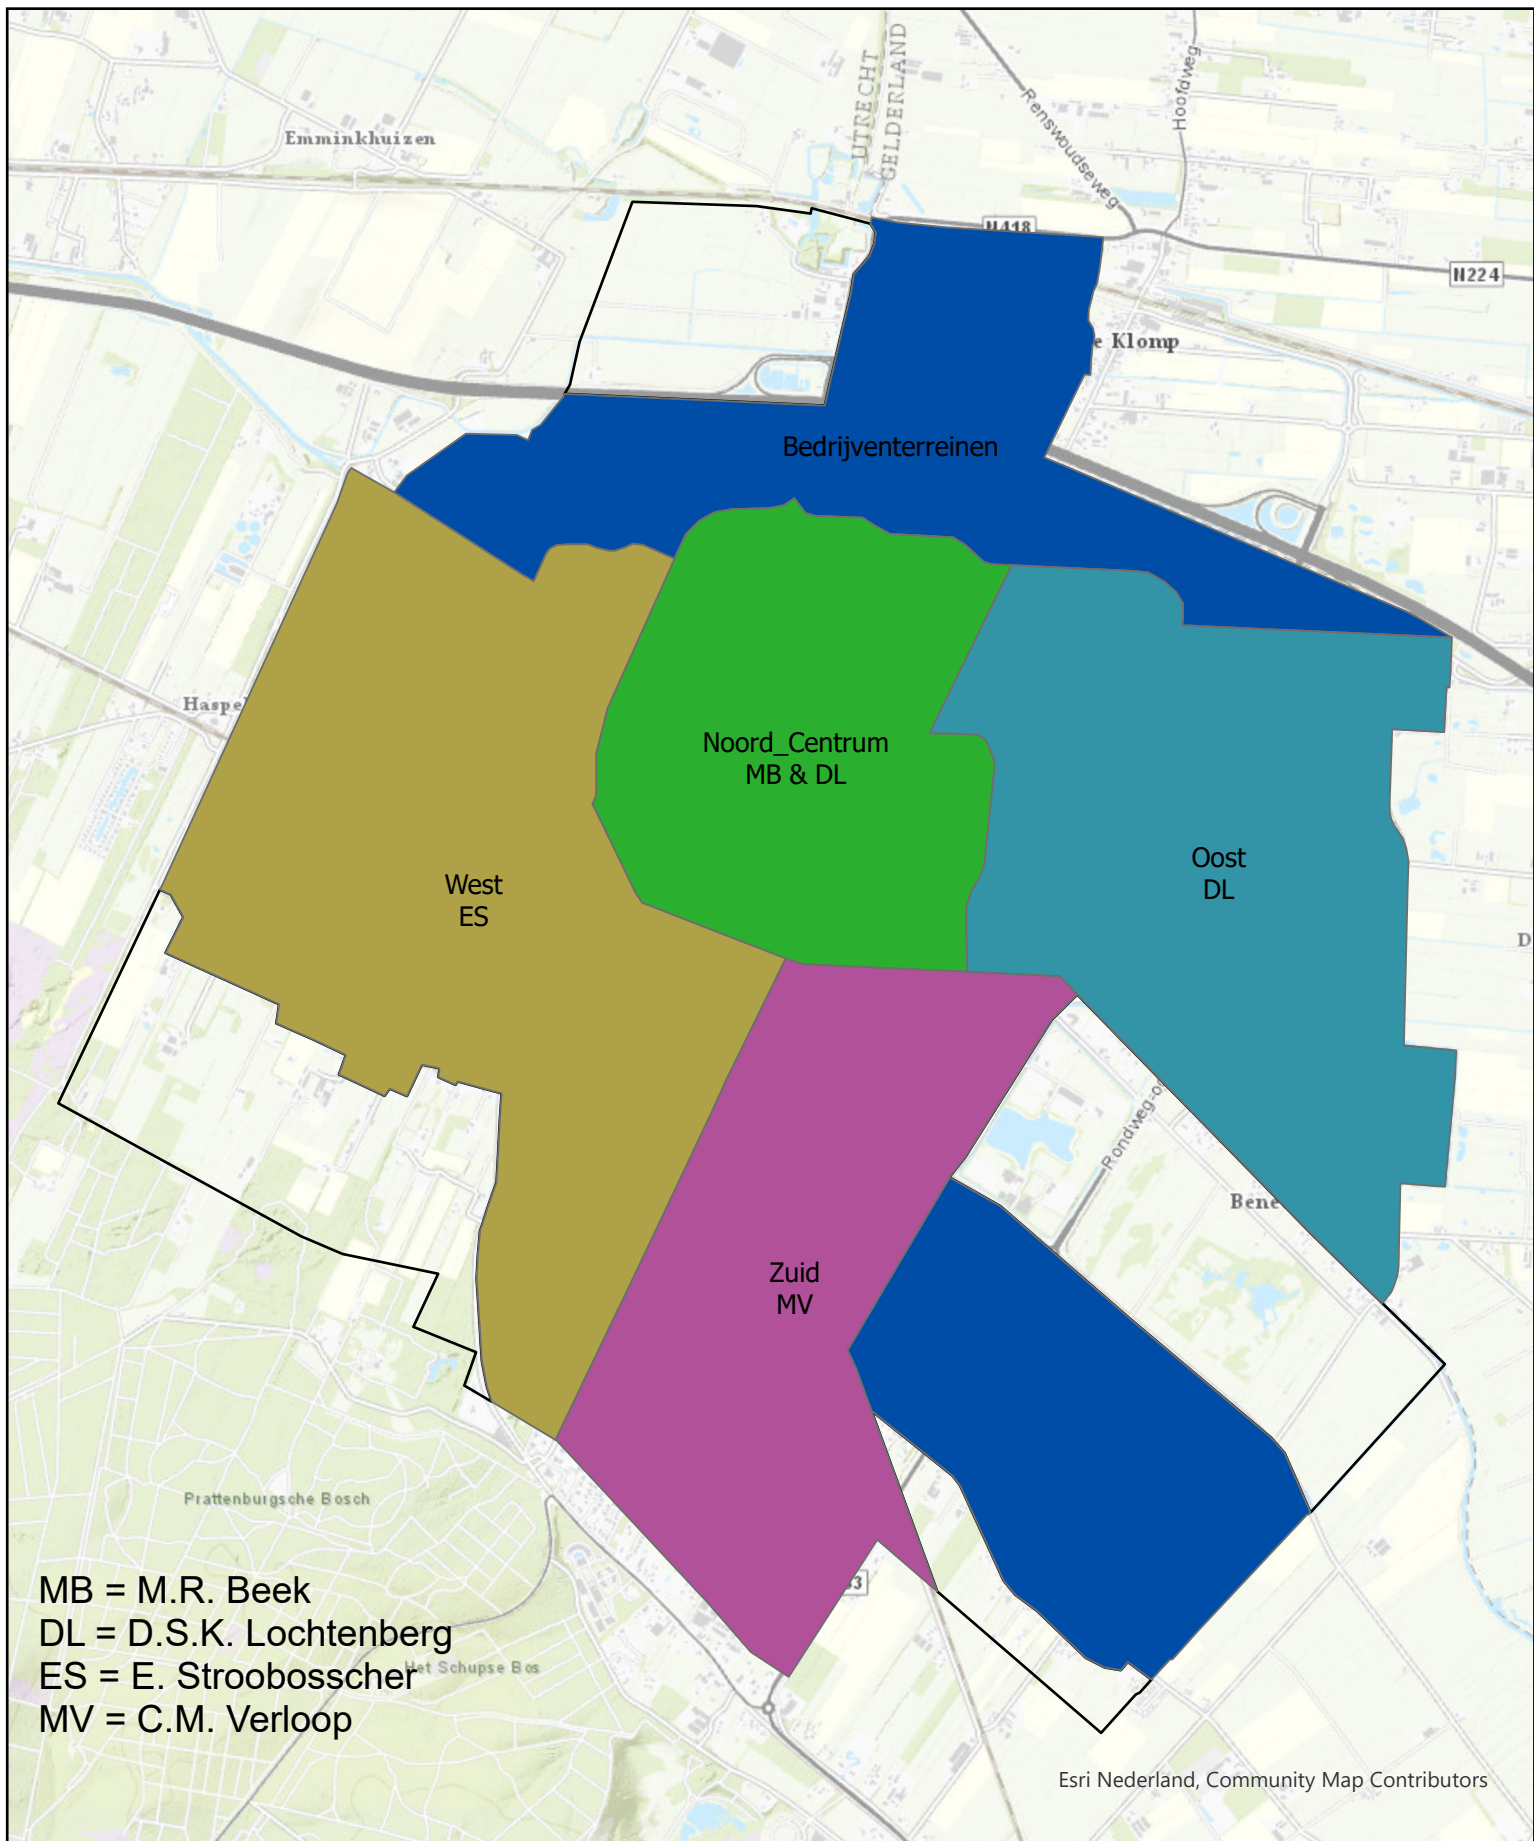 UTRECHT
GELDERLAND
Hoofdweg
Renswoudseweg
Emminkhuizen
N418
N224
e Klomp
Bedrijventerreinen
Haspel
Noord_Centrum
MB & DL
Oost
DL
West
ES
D
Rondweg-o
Bene
Zuid
MV
Prattenburgsche Bosch
33
MB = M.R. Beek
DL = D.S.K. Lochtenberg
ES = E. Stroobosscher
Het Schupse Bos
MV = C.M. Verloop
Esri Nederland, Community Map Contributors